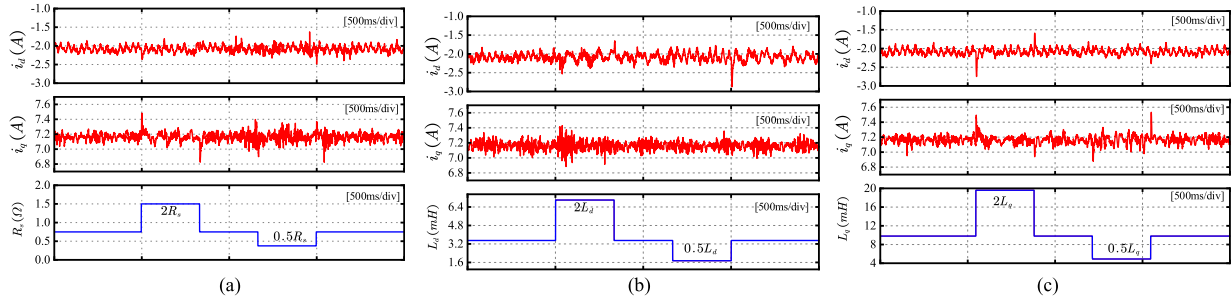 -1.0
-1.5
-2.0
-2.5
-3.0
i_d(A)
[500ms/div]
7.6
7.2
6.8
i_q(A)
[500ms/div]
2.0
1.5
1.0
0.5
0.0
R_s(Ω)
[500ms/div]
2R_s
0.5R_s
(a)
-1.0
-1.5
-2.0
-2.5
-3.0
i_d(A)
[500ms/div]
7.6
7.4
7.2
7.0
6.8
i_q(A)
[500ms/div]
6.4
4.8
3.2
1.6
L_d(mH)
[500ms/div]
2L_d
0.5L_d
(b)
-1.0
-1.5
-2.0
-2.5
-3.0
i_d(A)
[500ms/div]
7.6
7.4
7.2
7.0
6.8
i_q(A)
[500ms/div]
20
16
12
8
4
L_q(mH)
[500ms/div]
2L_q
0.5L_q
(c)